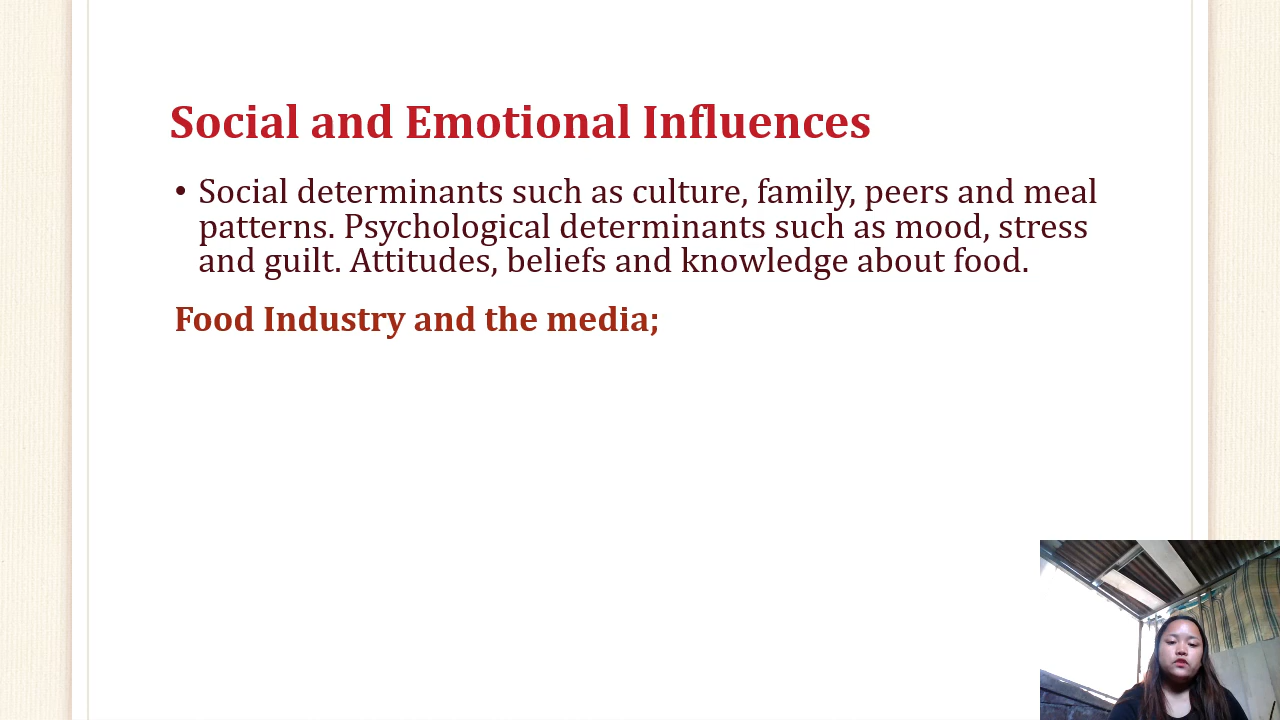 Social and Emotional Influences
• Social determinants such as culture, family, peers and meal
patterns. Psychological determinants such as mood, stress
and guilt. Attitudes, beliefs and knowledge about food.
Food Industry and the media;